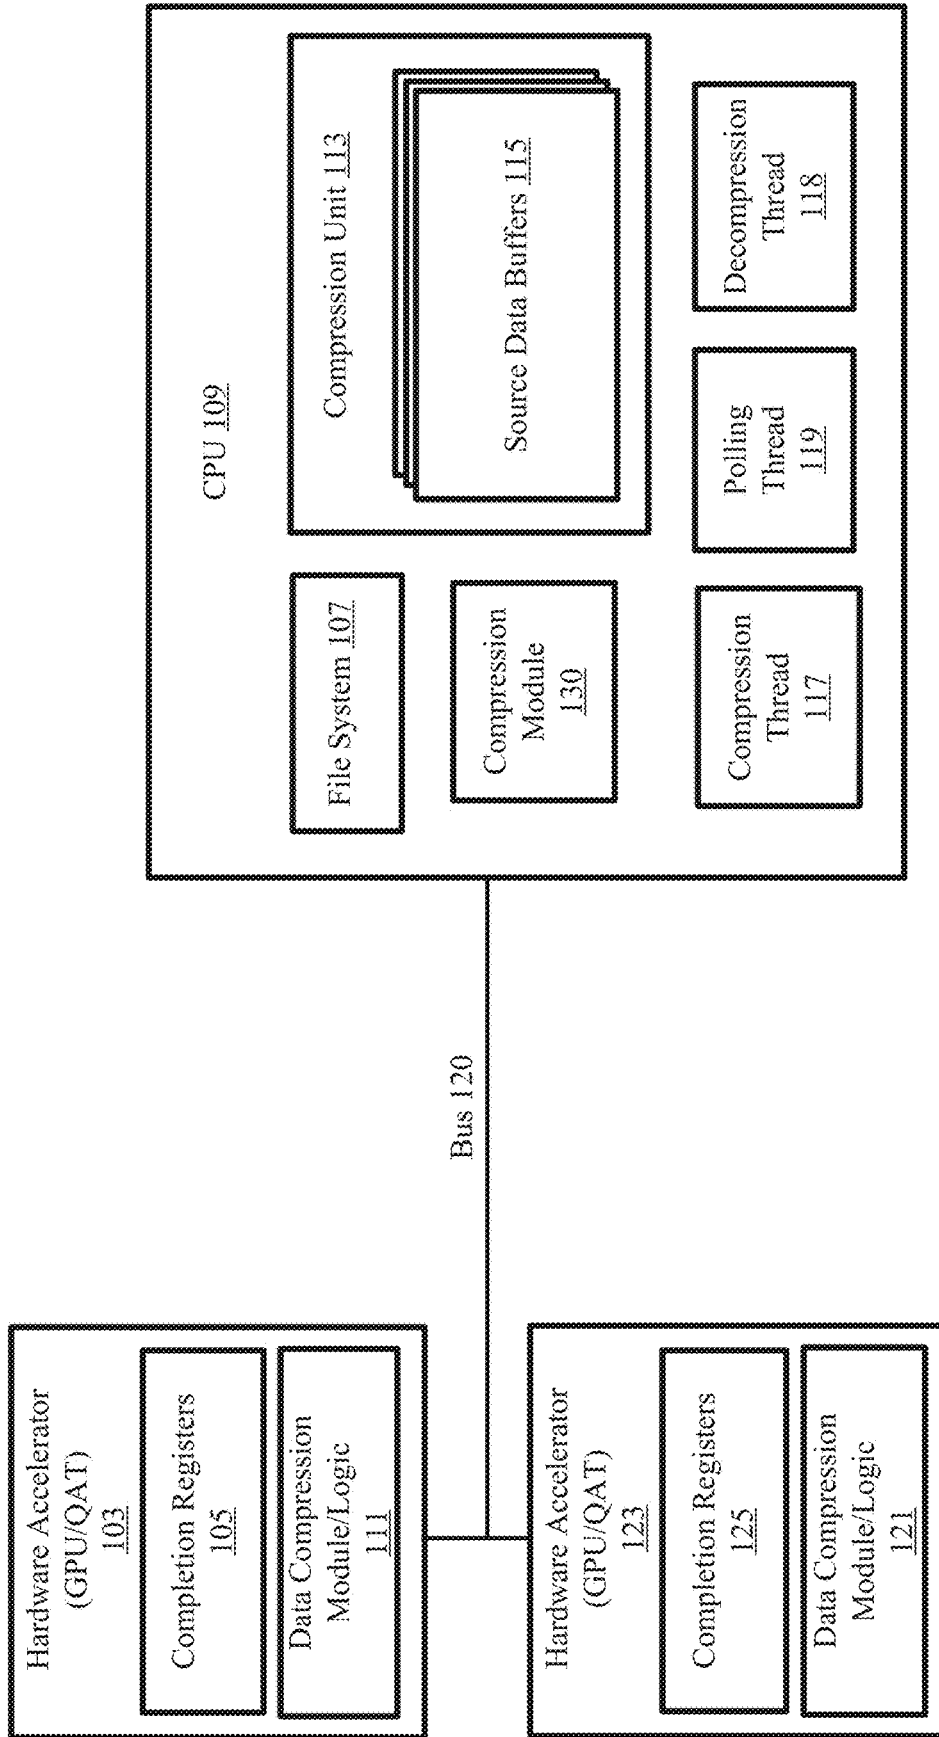 Hardware Accelerator
(GPU/QAT)
103
Completion Registers
105
Data Compression
Module/Logic
111
Hardware Accelerator
(GPU/QAT)
123
Completion Registers
125
Data Compression
Module/Logic
121
Bus 120
CPU 109
File System 107
Compression
Module
130
Compression Unit 113
Source Data Buffers 115
Compression
Thread
117
Polling
Thread
119
Decompression
Thread
118